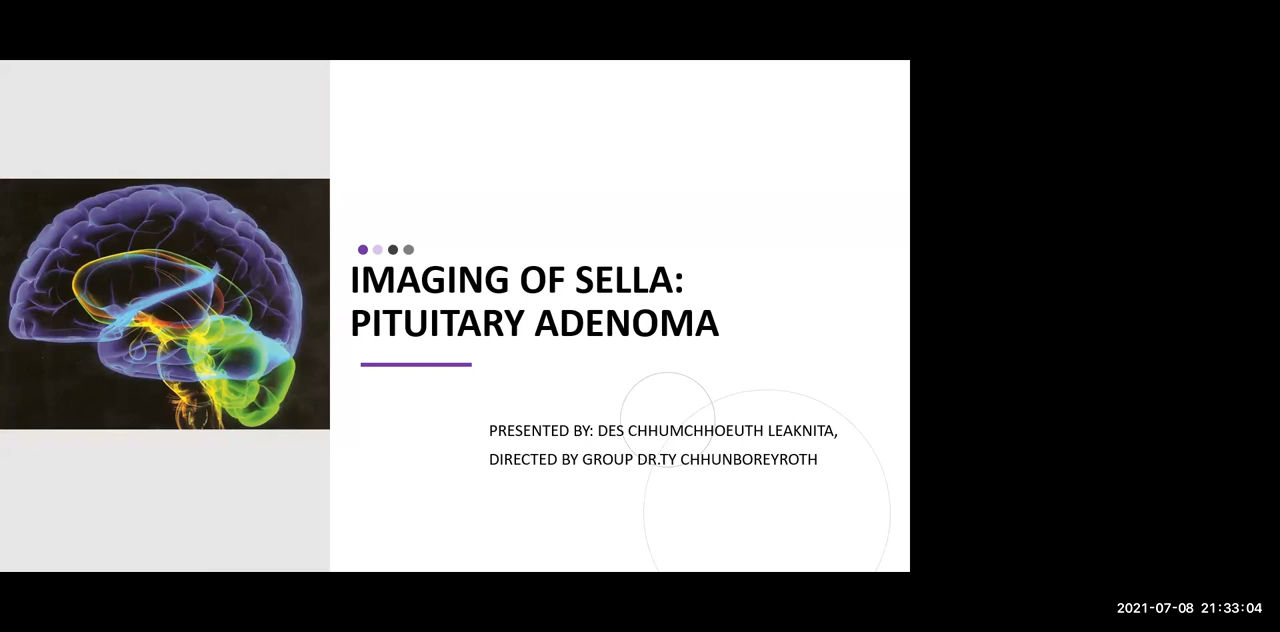 IMAGING OF SELLA:
PITUITARY ADENOMA
PRESENTED BY: DES CHHUMCHHOEUTH LEAKNITA,
DIRECTED BY GROUP DR.TY CHHUNBOREYROTH
2021-07-08 21:33:04